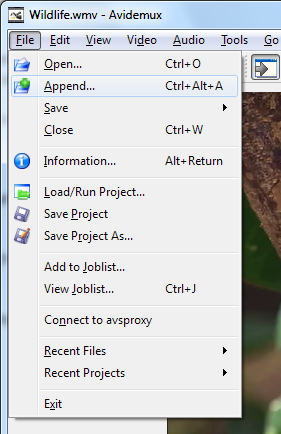 Wildlife.wmv - Avidemux
File Edit View Video Audio Tools Go
Open... Ctrl+O
Append... Ctrl+Alt+A
Save
Close Ctrl+W
Information... Alt+Return
Load/Run Project...
Save Project
Save Project As...
Add to Joblist...
View Joblist... Ctrl+J
Connect to avsproxy
Recent Files
Recent Projects
Exit